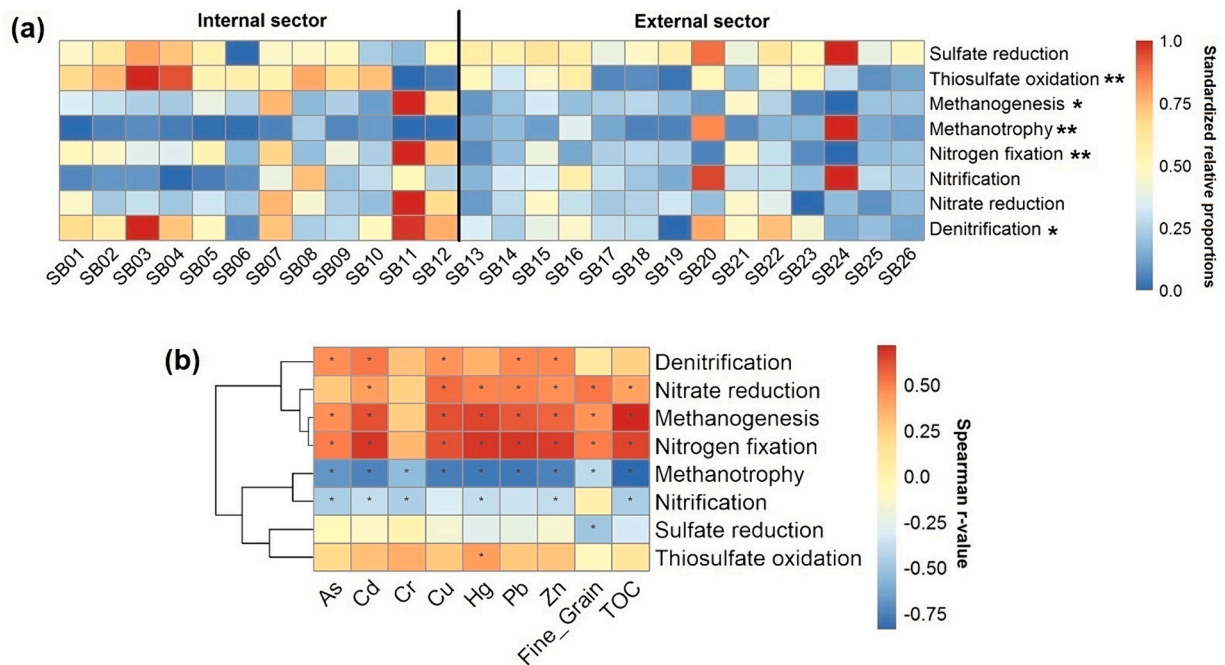 (a)
Internal sector
External sector
Sulfate reduction
Thiosulfate oxidation **
Methanogenesis *
Methanotrophy **
Nitrogen fixation **
Nitrification
Nitrate reduction
Denitrification *
SB01 SB02 SB03 SB04 SB05 SB06 SB07 SB08 SB09 SB10 SB11 SB12 SB13 SB14 SB15 SB16 SB17 SB18 SB19 SB20 SB21 SB22 SB23 SB24 SB25 SB26
1.0
0.75
0.50
0.25
0.0
Standardized relative proportions
(b)
* * * * * Denitrification
* * * * * * * Nitrate reduction
* * * * * * * * Methanogenesis
* * * * * * * * Nitrogen fixation
* * * * * * * * * Methanotrophy
* * * * * * Nitrification
* Sulfate reduction
* Thiosulfate oxidation
As Cd Cr Cu Hg Pb Zn Fine_Grain TOC
0.50
0.25
0.0
-0.25
-0.50
-0.75
Spearman r-value